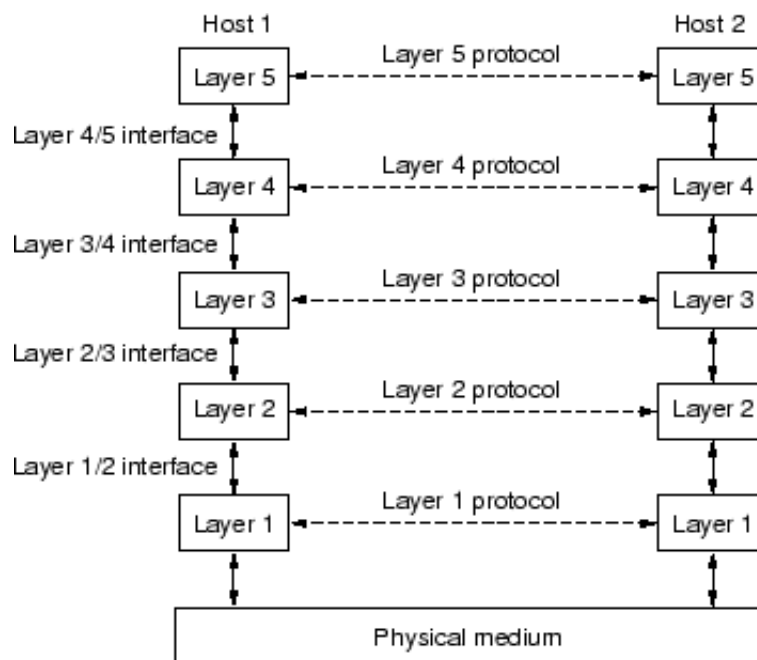 Host 1
Host 2
Layer 5
Layer 5 protocol
Layer 5
Layer 4/5 interface
Layer 4
Layer 4 protocol
Layer 4
Layer 3/4 interface
Layer 3
Layer 3 protocol
Layer 3
Layer 2/3 interface
Layer 2
Layer 2 protocol
Layer 2
Layer 1/2 interface
Layer 1
Layer 1 protocol
Layer 1
Physical medium